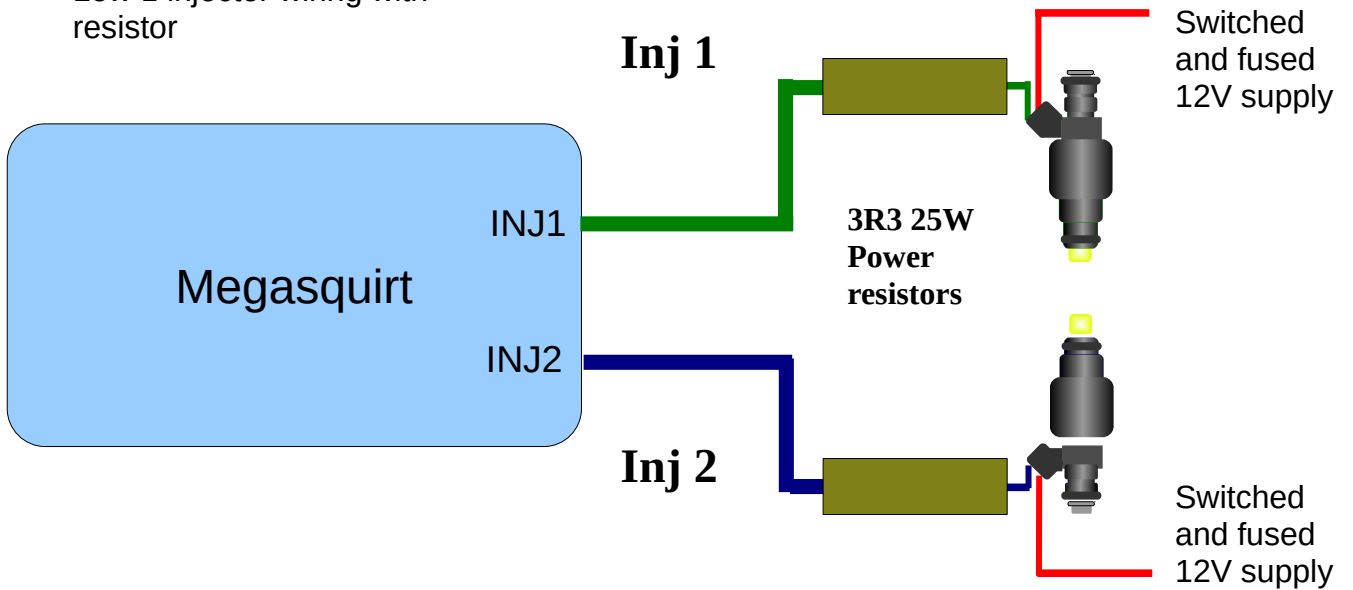 resistor
Inj 1
Switched
and fused
12V supply
INJ1
3R3 25W
Power
resistors
Megasquirt
INJ2
Inj 2
Switched
and fused
12V supply